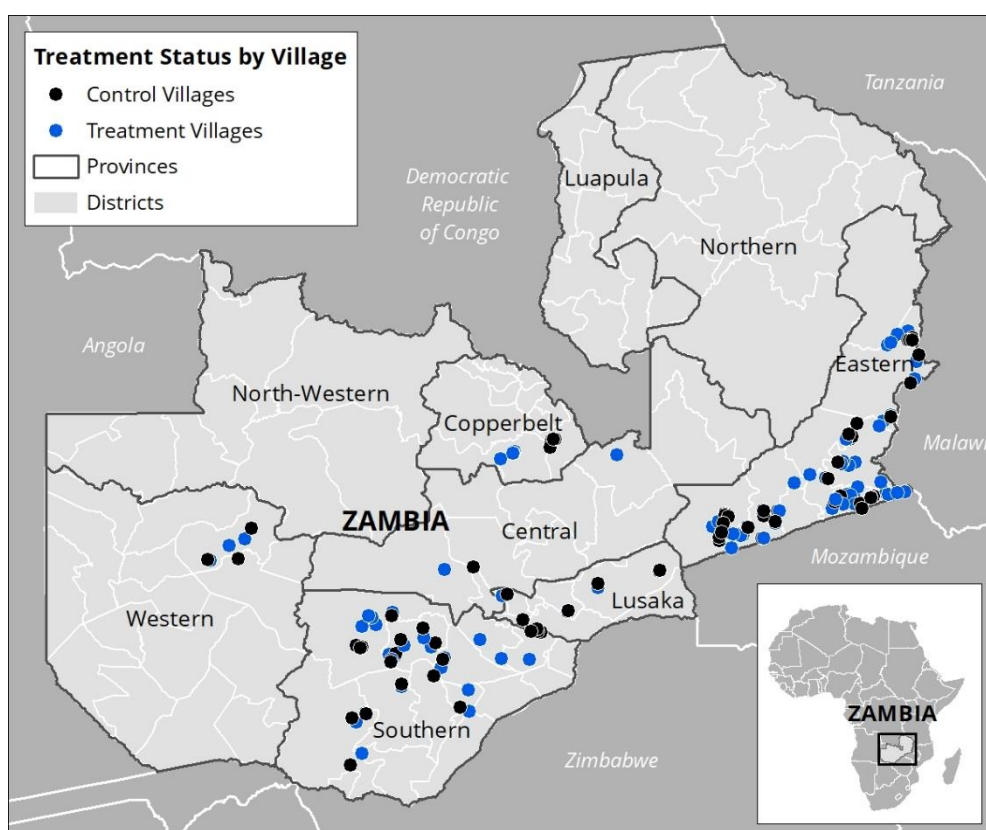 Treatment Status by Village
Control Villages
Treatment Villages
Provinces
Districts
Tanzania
Democratic
Republic
of Congo
Luapula
Northern
Angola
North-Western
Eastern
Copperbelt
Malawi
ZAMBIA
Central
Mozambique
Western
Lusaka
Southern
Zimbabwe
ZAMBIA